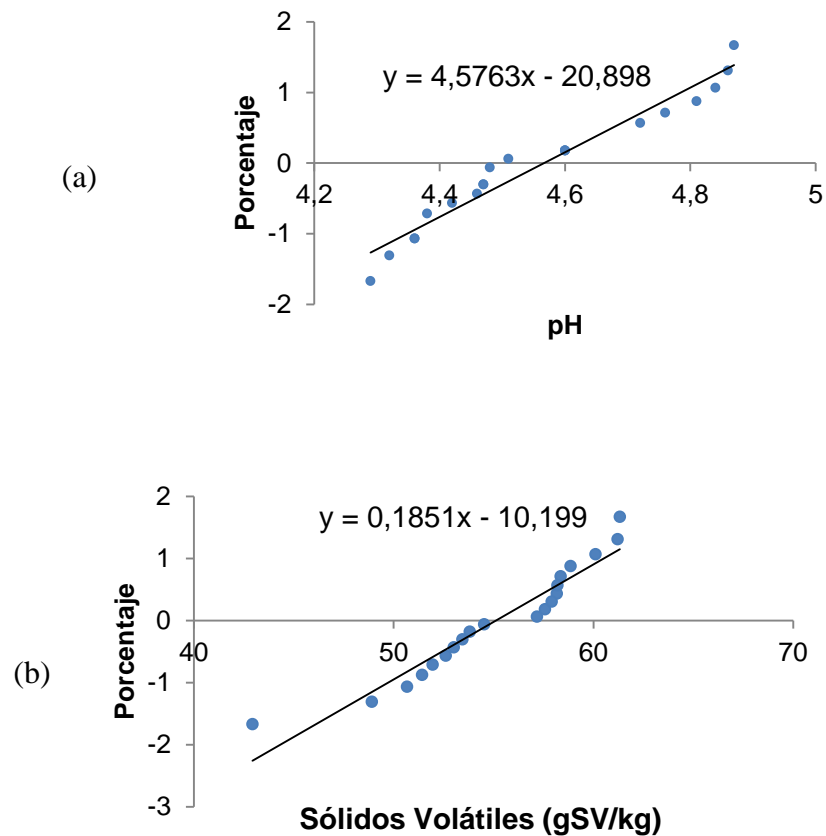 2
y = 4,5763x - 20,898
1
(a)
Porcentaje
0
4,2
4,4
4,6
4,8
5
-1
-2
pH
2
y = 0,1851x - 10,199
1
0
40
50
60
70
(b)
Porcentaje
-1
-2
-3
Sólidos Volátiles (gSV/kg)